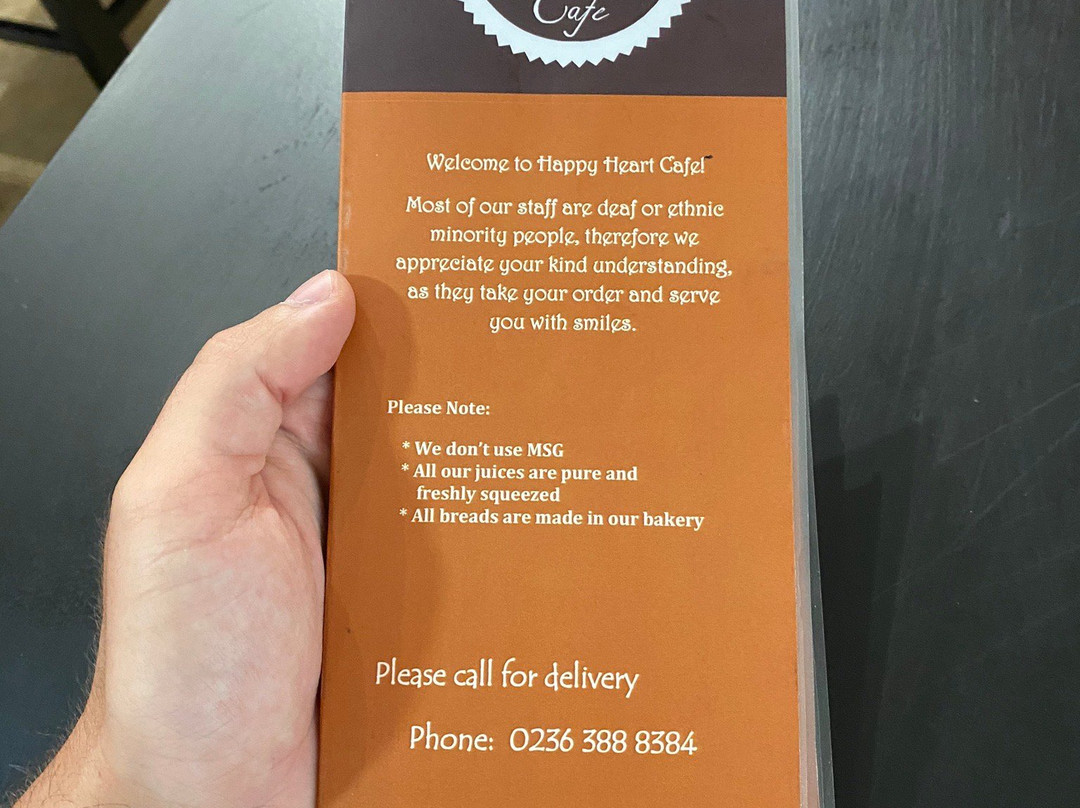 Cafe
Welcome to Happy Heart Cafe!
Most of our staff are deaf or ethnic
minority people, therefore we
appreciate your kind understanding,
as they take your order and serve
you with smiles.
Please Note:
* We don't use MSG
* All our juices are pure and
freshly squeezed
* All breads are made in our bakery
Please call for delivery
Phone: 0236 388 8384